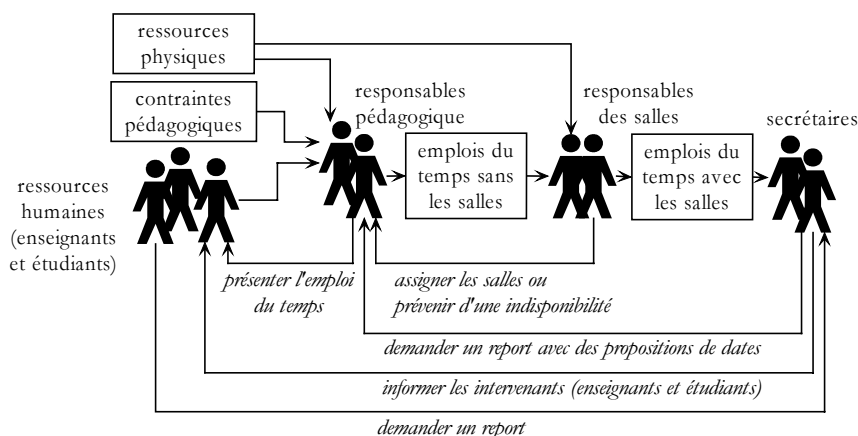 ressources
physiques
contraintes
pédagogiques
responsables
pédagogique
responsables
des salles
secrétaires
emplois du
temps sans
les salles
emplois du
temps avec
les salles
ressources
humaines
(enseignants
et étudiants)
présenter l'emploi
du temps
assigner les salles ou
prévenir d'une indisponibilité
demander un report avec des propositions de dates
informer les intervenants (enseignants et étudiants)
demander un report